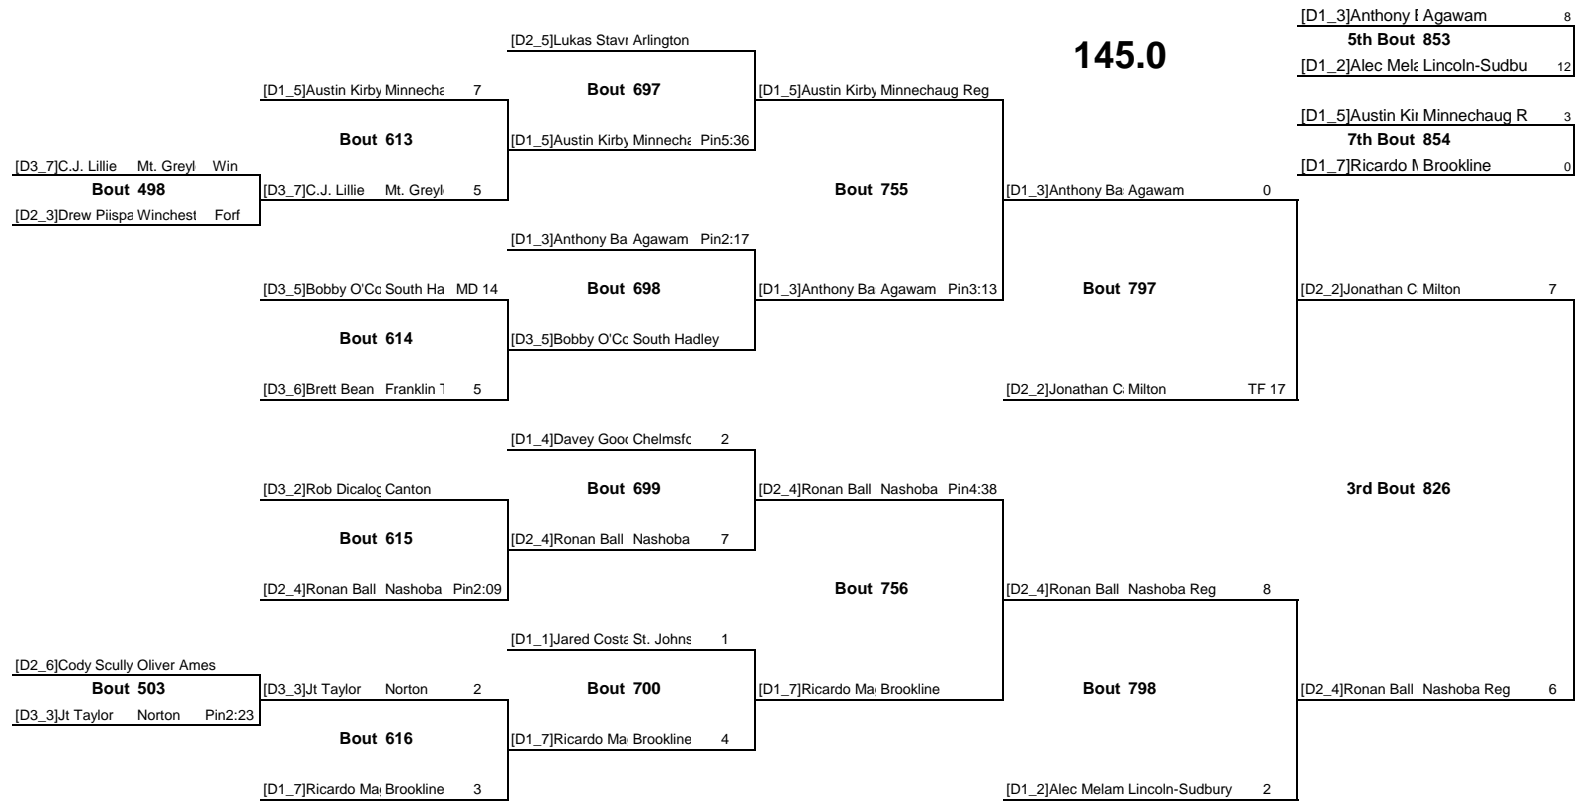 [D1_3]Anthony Agawam 8
[D2_5]Lukas Stav Arlington
145.0
5th Bout 853
[D1_2]Alec Mela Lincoln-Sudbu 12
[D1_5]Austin Kirby Minnecha 7
Bout 697
[D1_5]Austin Kirby Minnechaug Reg
[D1_5]Austin Ki Minnechaug R 3
Bout 613
[D1_5]Austin Kirby Minnecha Pin5:36
7th Bout 854
[D3_7]C.J. Lillie Mt. Greyl Win
[D1_7]Ricardo M Brookline 0
Bout 498
[D3_7]C.J. Lillie Mt. Greyl 5
Bout 755
[D1_3]Anthony Ba Agawam 0
[D2_3]Drew Piispa Winchest Forf
[D1_3]Anthony Ba Agawam Pin2:17
[D3_5]Bobby O'Co South Ha MD 14
Bout 698
[D1_3]Anthony Ba Agawam Pin3:13
Bout 797
[D2_2]Jonathan C Milton 7
Bout 614
[D3_5]Bobby O'Cc South Hadley
[D3_6]Brett Bean Franklin 5
[D2_2]Jonathan C Milton TF 17
[D1_4]Davey Goo Chelmsfo 2
[D3_2]Rob Dicalog Canton
Bout 699
[D2_4]Ronan Ball Nashoba Pin4:38
3rd Bout 826
Bout 615
[D2_4]Ronan Ball Nashoba 7
[D2_4]Ronan Ball Nashoba Pin2:09
Bout 756
[D2_4]Ronan Ball Nashoba Reg 8
[D1_1]Jared Costa St. Johns 1
[D2_6]Cody Scully Oliver Ames
Bout 503
[D3_3]Jt Taylor Norton 2
Bout 700
[D1_7]Ricardo Ma Brookline
Bout 798
[D2_4]Ronan Ball Nashoba Reg 6
[D3_3]Jt Taylor Norton Pin2:23
Bout 616
[D1_7]Ricardo Ma Brookline 4
[D1_7]Ricardo Mag Brookline 3
[D1_2]Alec Melam Lincoln-Sudbury 2